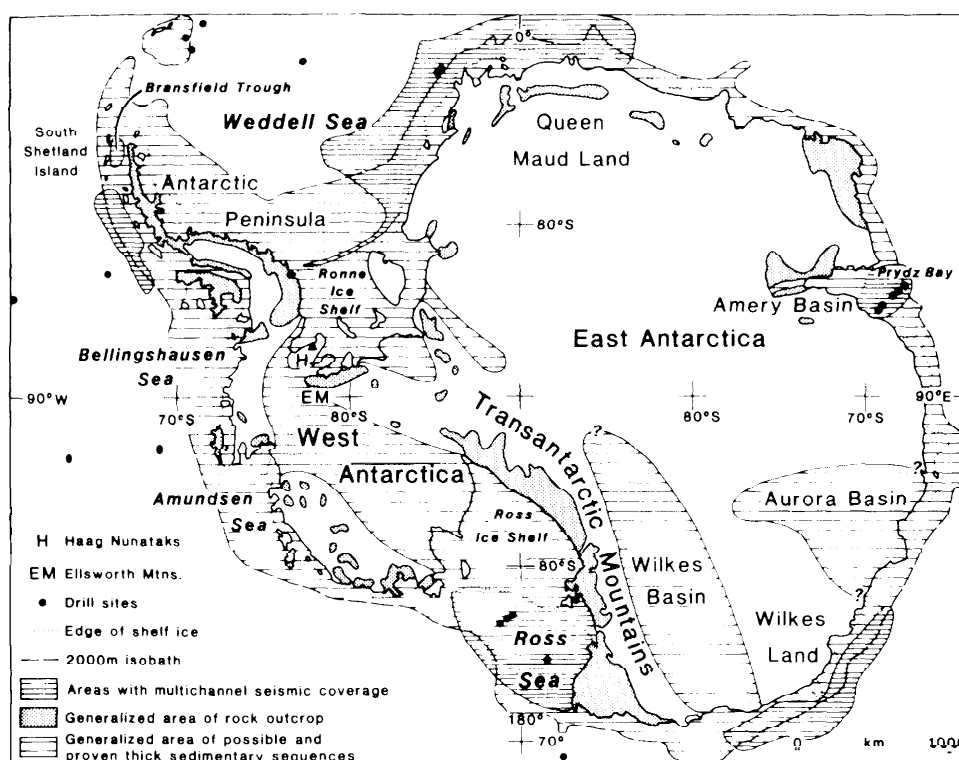 0°
Bransfield Trough
Weddell Sea
Queen
Maud Land
South
Shetland
Island
Antarctic
Peninsula
80°S
Ronne
Ice
Shelf
Prydz Bay
Amery Basin
East Antarctica
Bellingshausen
Sea
H
EM
90°W
70°S
80°S
80°S
70°S
90°E
West
Antarctica
Transantarctic
Mountains
?
?
Aurora Basin
Amundsen
Sea
Ross
Ice Shelf
80°S
Wilkes
Basin
?
Wilkes
Land
Ross
Sea
180°
70°
H Haag Nunataks
EM Ellsworth Mtns.
Drill sites
Edge of shelf ice
2000m isobath
Areas with multichannel seismic coverage
Generalized area of rock outcrop
Generalized area of possible and
proven thick sedimentary sequences
0 km